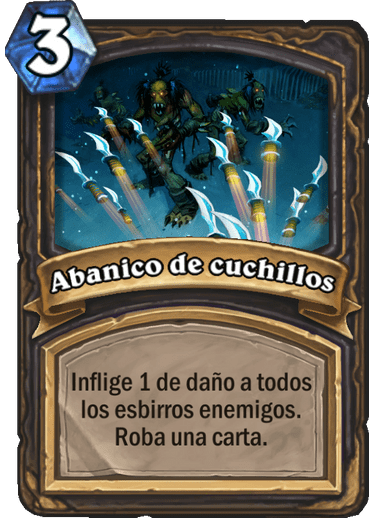 3
Abanico de cuchillos
Inflige 1 de daño a todos
los esbirros enemigos.
Roba una carta.